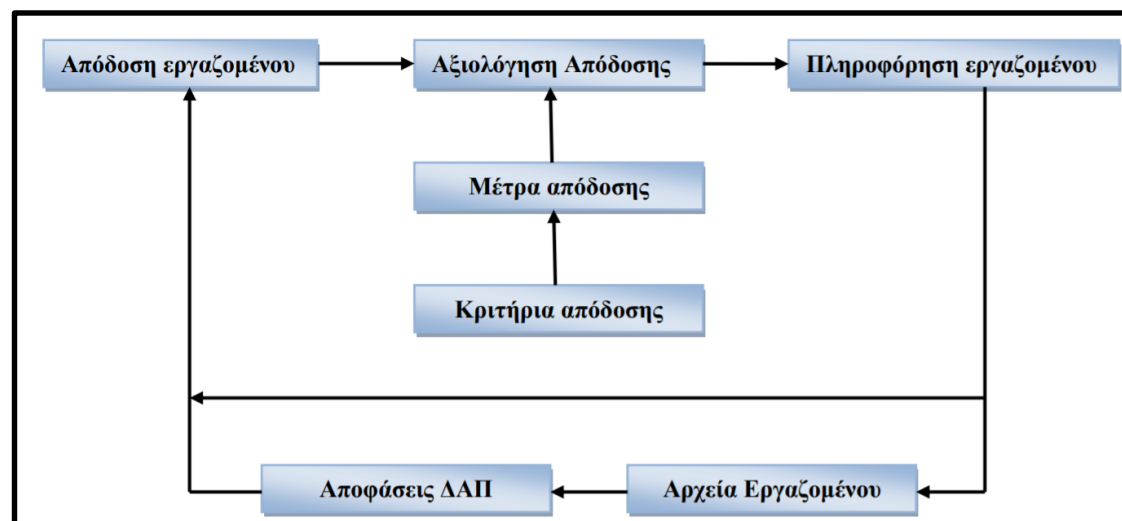 Απόδοση εργαζομένου
Αξιολόγηση Απόδοσης
Πληροφόρηση εργαζομένου
Μέτρα απόδοσης
Κριτήρια απόδοσης
Αποφάσεις ΔΑΠ
Αρχεία Εργαζομένου